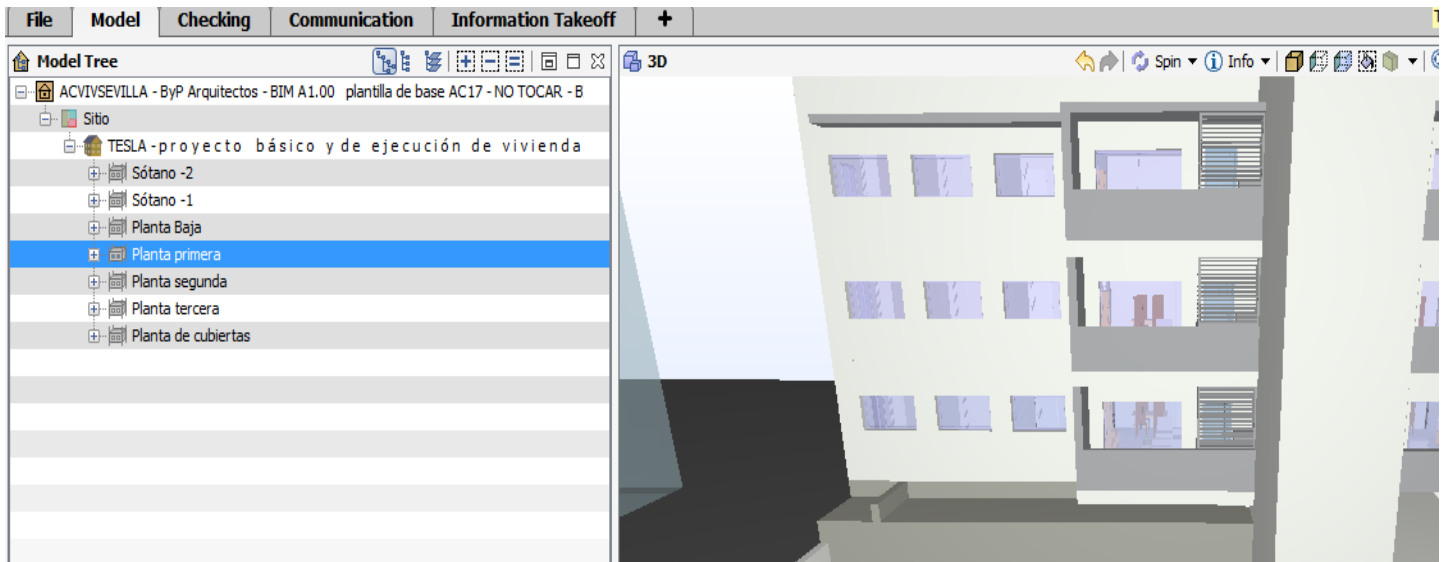 File Model Checking Communication Information Takeoff +
Model Tree
3D Spin Info
ACVIVSEVILLA - ByP Arquitectos - BIM A1.00 plantilla de base AC17 - NO TOCAR - B
Sitio
TESLA - proyecto básico y de ejecución de vivienda
Sótano -2
Sótano -1
Planta Baja
Planta primera
Planta segunda
Planta tercera
Planta de cubiertas